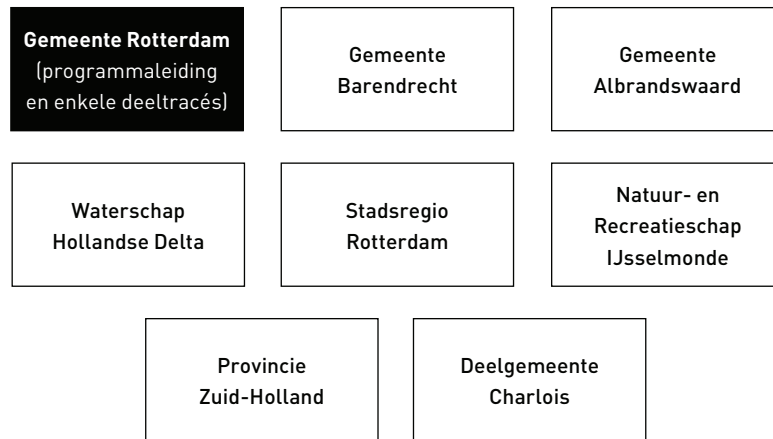 Gemeente Rotterdam
(programmaleiding
en enkele deeltracés)
Gemeente
Barendrecht
Gemeente
Albrandswaard
Waterschap
Hollandse Delta
Stadsregio
Rotterdam
Natuur- en
Recreatieschap
IJsselmonde
Provincie
Zuid-Holland
Deelgemeente
Charlois